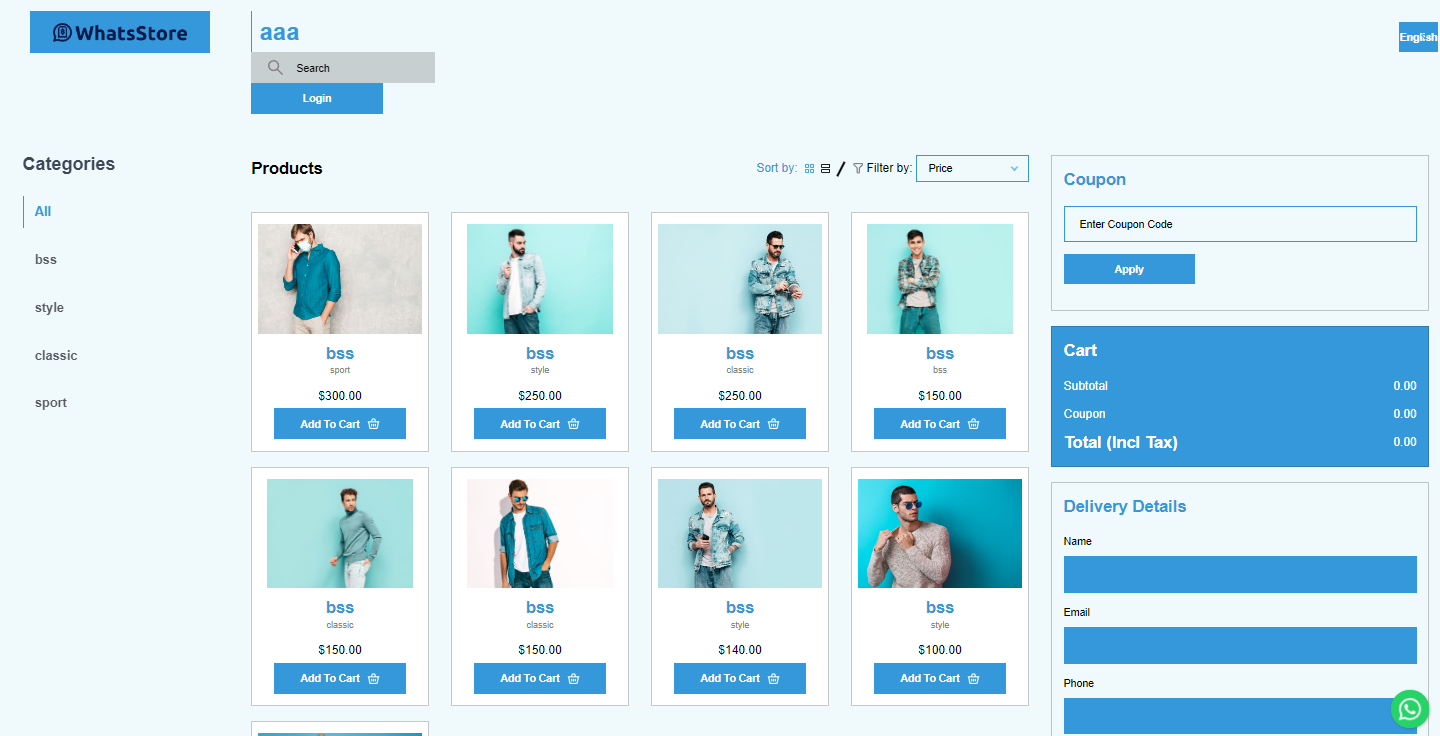 WhatsStore
aaa
English
Search
Login
Categories
All
bss
style
classic
sport
Products
Sort by:
/
Filter by:
Price
bss
sport
$300.00
Add To Cart
bss
style
$250.00
Add To Cart
bss
classic
$250.00
Add To Cart
bss
bss
$150.00
Add To Cart
bss
classic
$150.00
Add To Cart
bss
classic
$150.00
Add To Cart
bss
style
$140.00
Add To Cart
bss
style
$100.00
Add To Cart
Coupon
Enter Coupon Code
Apply
Cart
Subtotal 0.00
Coupon 0.00
Total (Incl Tax) 0.00
Delivery Details
Name
Email
Phone